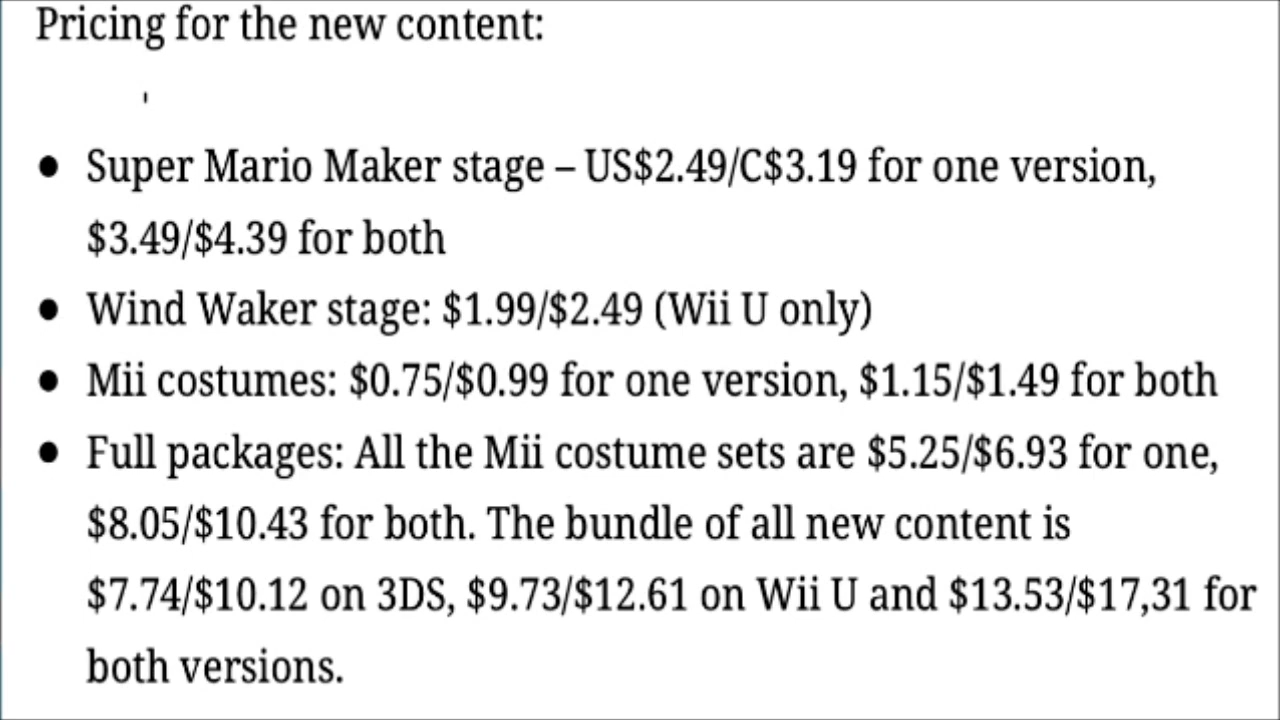 Pricing for the new content:
● Super Mario Maker stage – US$2.49/C$3.19 for one version,
$3.49/$4.39 for both
● Wind Waker stage: $1.99/$2.49 (Wii U only)
● Mii costumes: $0.75/$0.99 for one version, $1.15/$1.49 for both
● Full packages: All the Mii costume sets are $5.25/$6.93 for one,
$8.05/$10.43 for both. The bundle of all new content is
$7.74/$10.12 on 3DS, $9.73/$12.61 on Wii U and $13.53/$17,31 for
both versions.